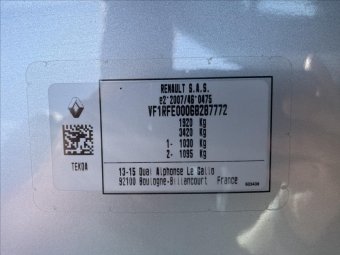 RENAULT S.A.S.
e2*2007/46*0475
VF1RFE00068287772
1920 Kg
3420 Kg
1- 1030 Kg
2- 1095 Kg
TEKOA
13-15 Quai Alphonse Le Gallo
92100 Boulogne-Billancourt France